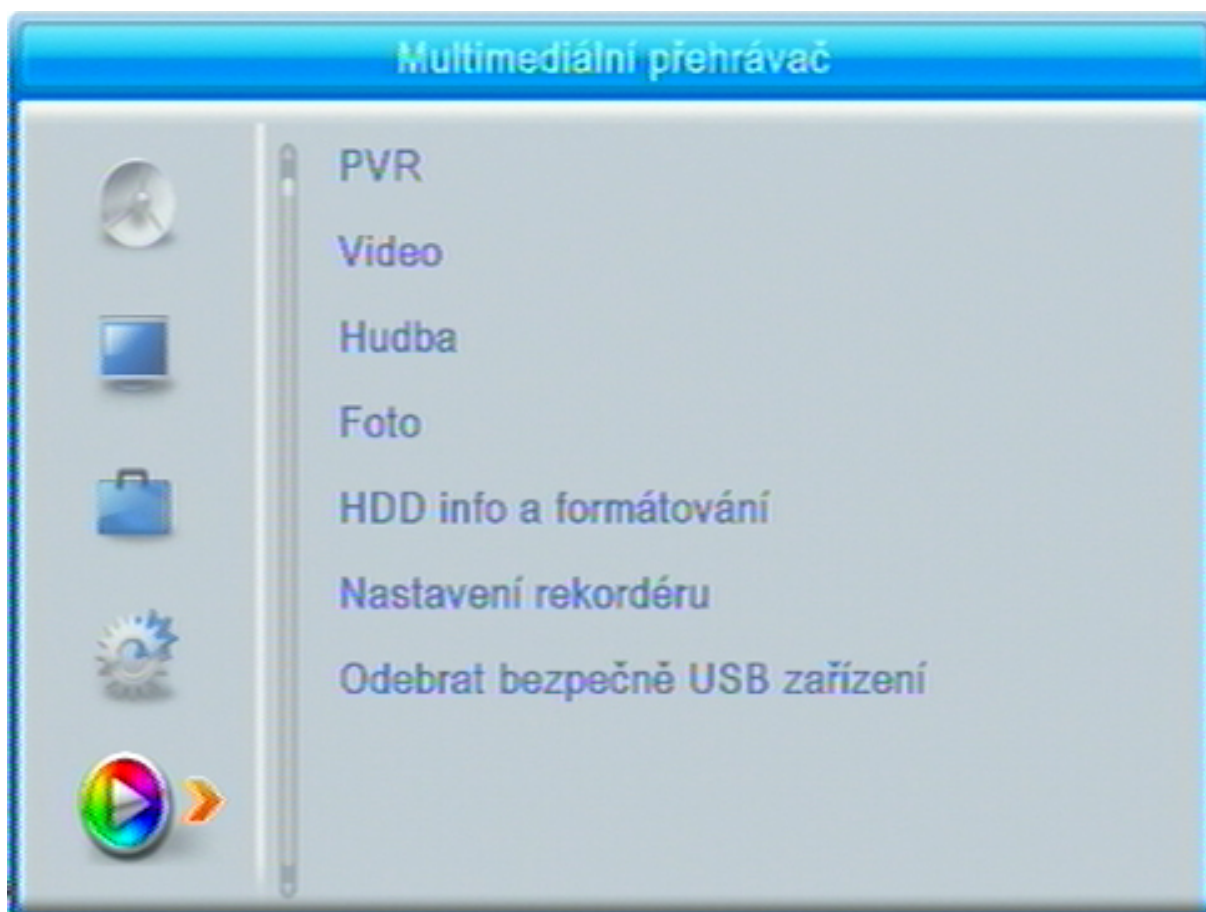 Multimediální přehrávač
PVR
Video
Hudba
Foto
HDD info a formátování
Nastavení rekordéru
Odebrat bezpečně USB zařízení